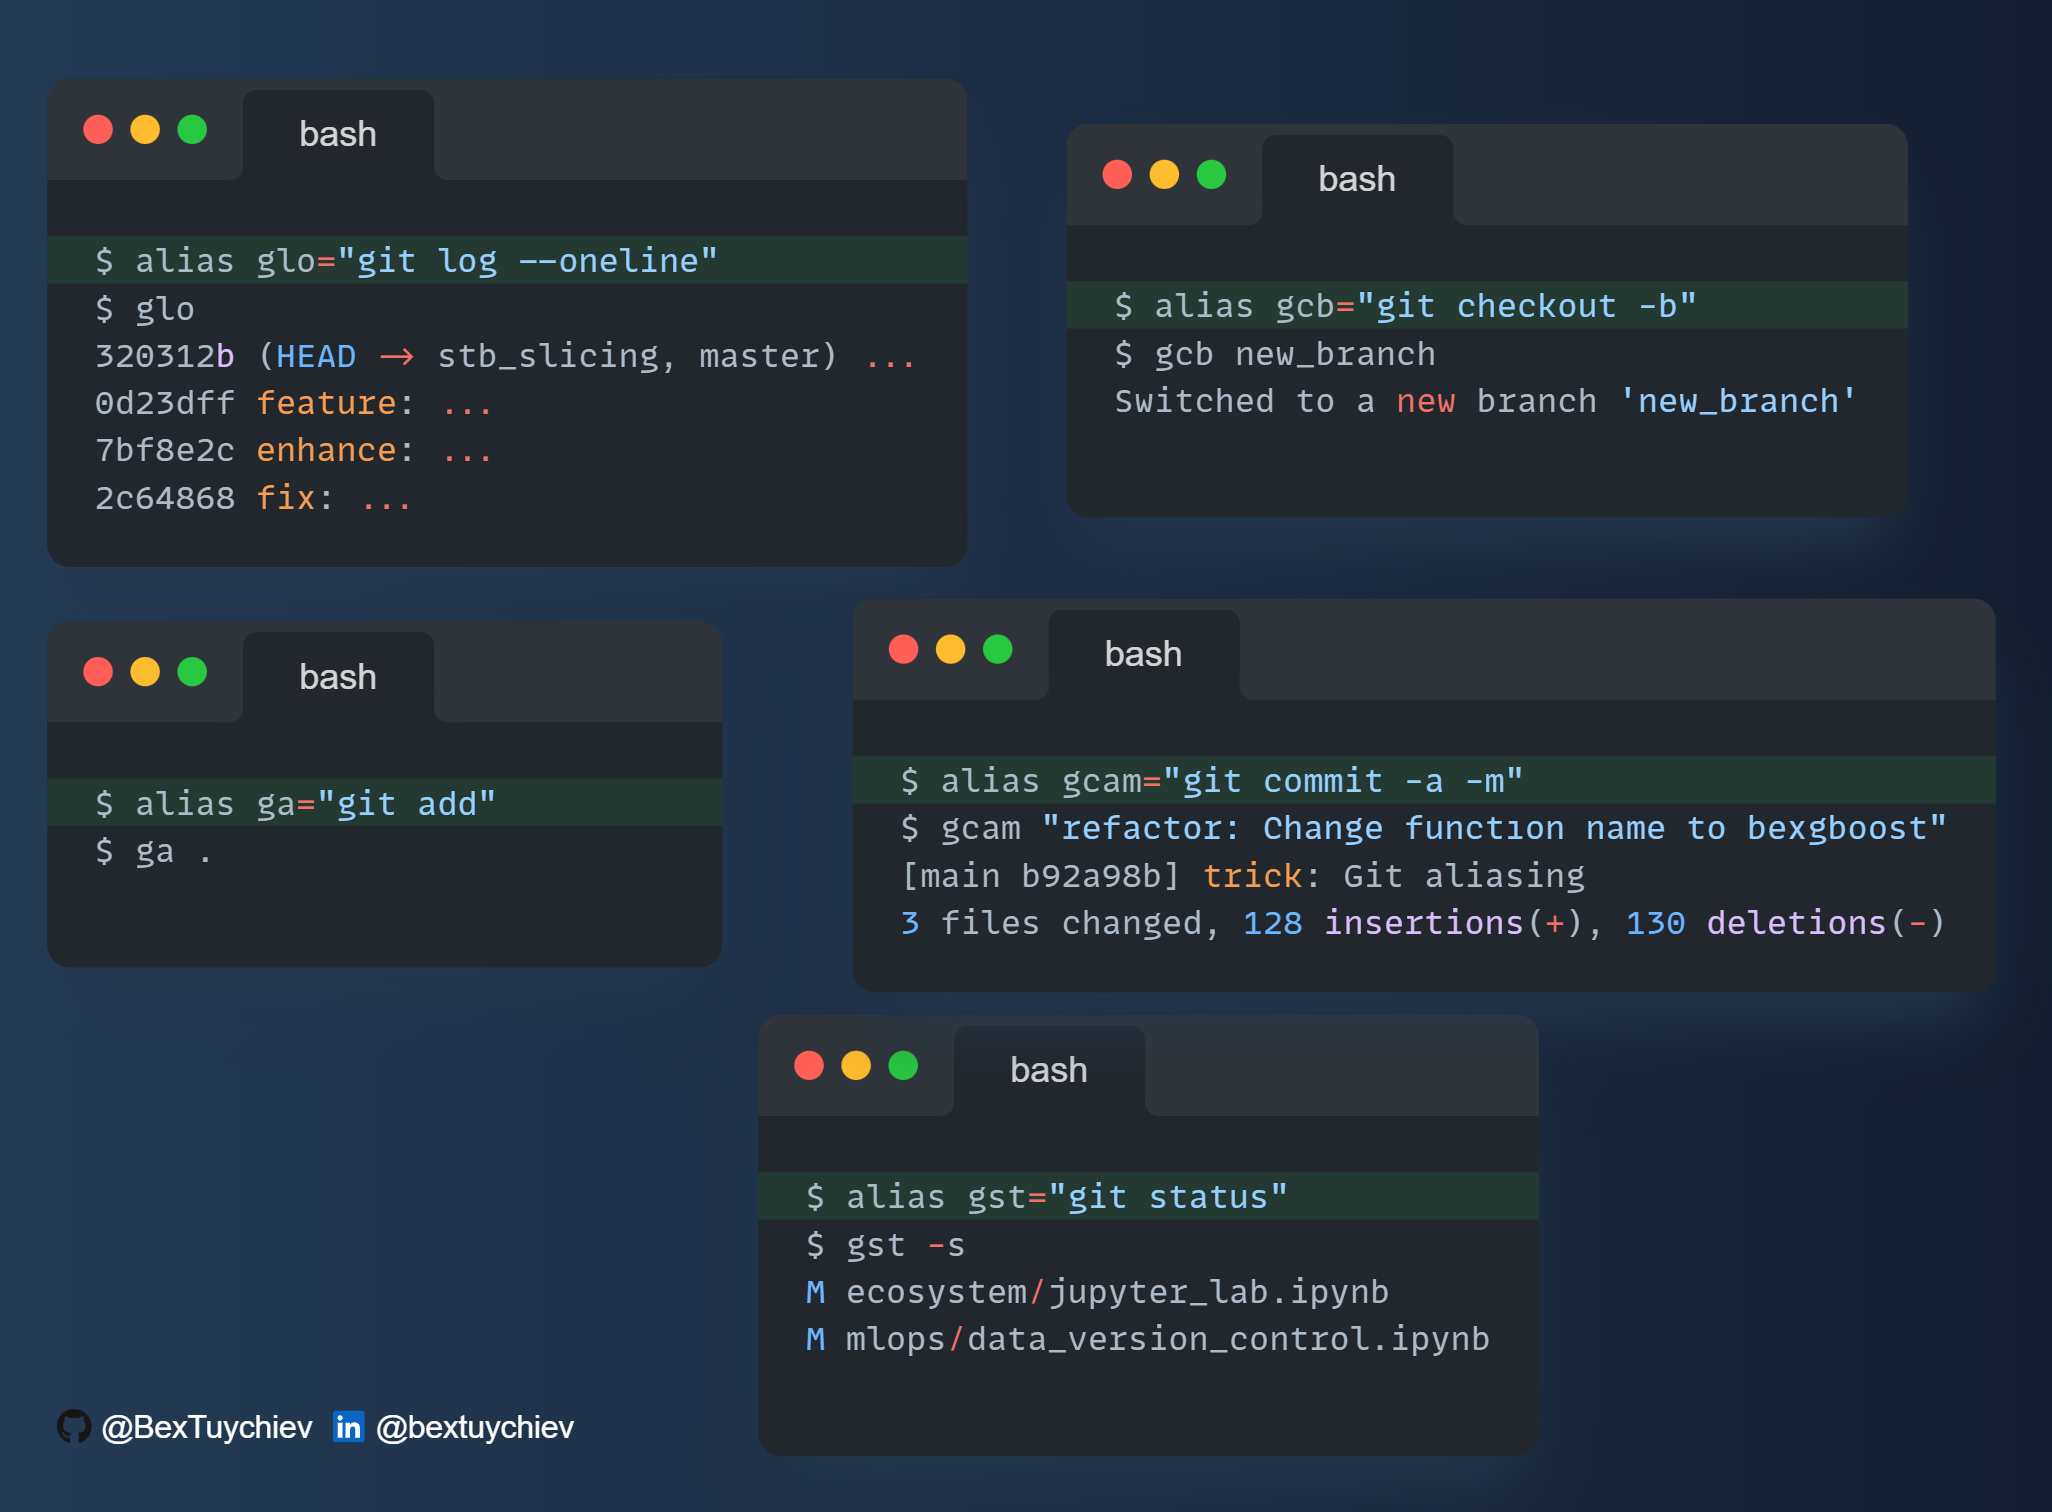 bash
$ alias glo="git log --oneline"
$ glo
320312b (HEAD -> stb_slicing, master) ...
0d23dff feature: ...
7bf8e2c enhance: ...
2c64868 fix: ...
bash
$ alias gcb="git checkout -b"
$ gcb new_branch
Switched to a new branch 'new_branch'
bash
$ alias ga="git add"
$ ga .
bash
$ alias gcam="git commit -a -m"
$ gcam "refactor: Change functıon name to bexgboost"
[main b92a98b] trick: Git aliasing
3 files changed, 128 insertions(+), 130 deletions(-)
bash
$ alias gst="git status"
$ gst -s
M ecosystem/jupyter_lab.ipynb
M mlops/data_version_control.ipynb
@BexTuychiev in @bextuychiev